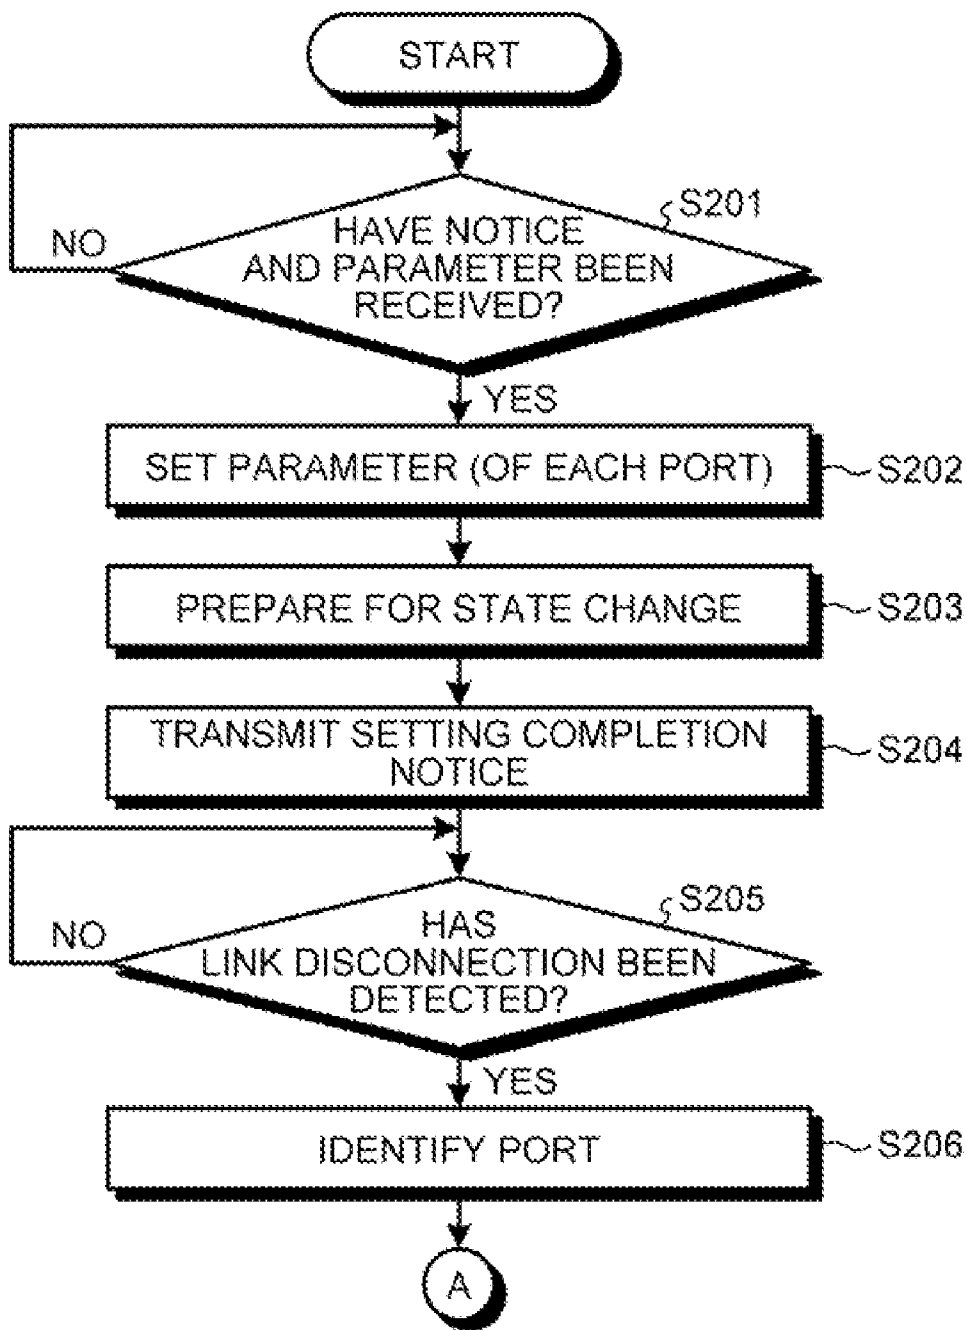 START
S201
HAVE NOTICE
AND PARAMETER BEEN
RECEIVED?
NO
YES
SET PARAMETER (OF EACH PORT)
S202
PREPARE FOR STATE CHANGE
S203
TRANSMIT SETTING COMPLETION
NOTICE
S204
S205
HAS
LINK DISCONNECTION BEEN
DETECTED?
NO
YES
IDENTIFY PORT
S206
A